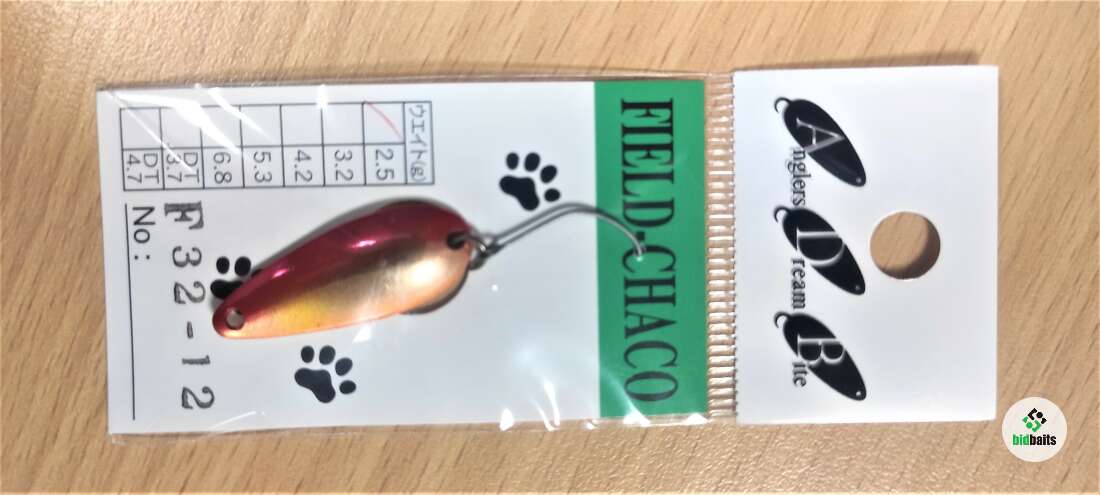 Anglers
Dream
Bite
FIELD・CHACO
ウエイト(g)
2.5
3.2
4.2
5.3
6.8
DT 3.7
DT 4.7
No: F32-12
bidbaits